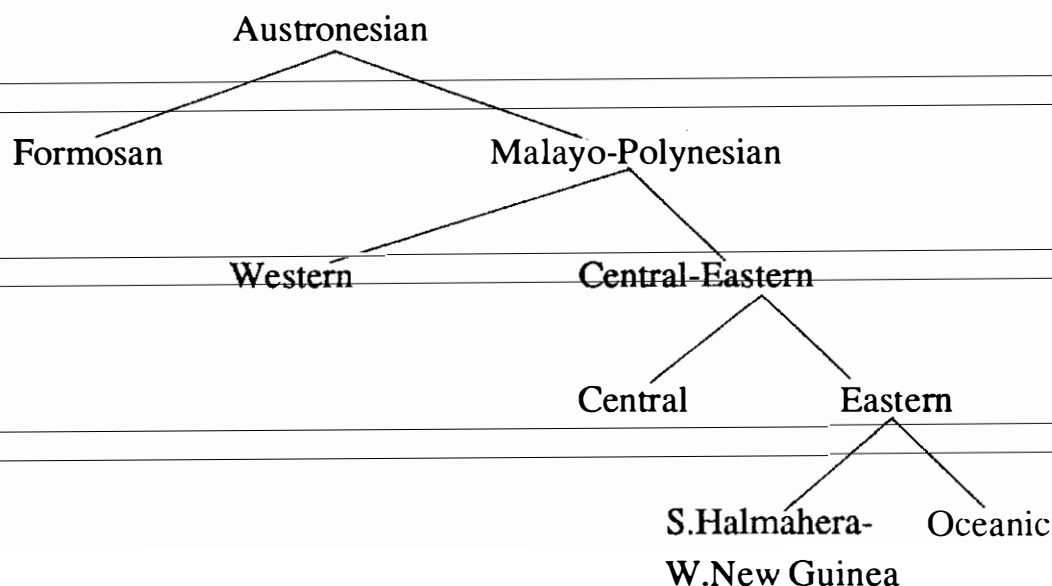 Austronesian
Formosan
Malayo-Polynesian
Western
Central-Eastern
Central
Eastern
S.Halmahera-
W.New Guinea
Oceanic